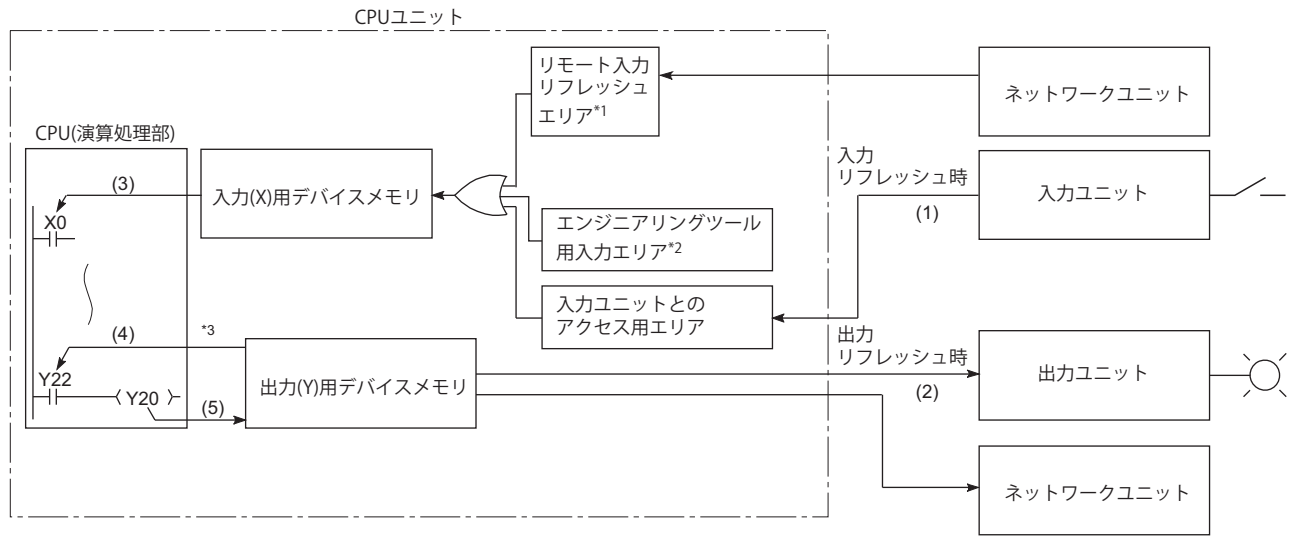 CPUユニット
リモート入力
リフレッシュ
エリア*1
ネットワークユニット
CPU(演算処理部)
入力
リフレッシュ時
(1)
入力ユニット
(3)
入力(X)用デバイスメモリ
X0
エンジニアリングツール
用入力エリア*2
入力ユニットとの
アクセス用エリア
(4)
*3
出力
リフレッシュ時
(2)
出力ユニット
Y22
Y20
(5)
出力(Y)用デバイスメモリ
ネットワークユニット